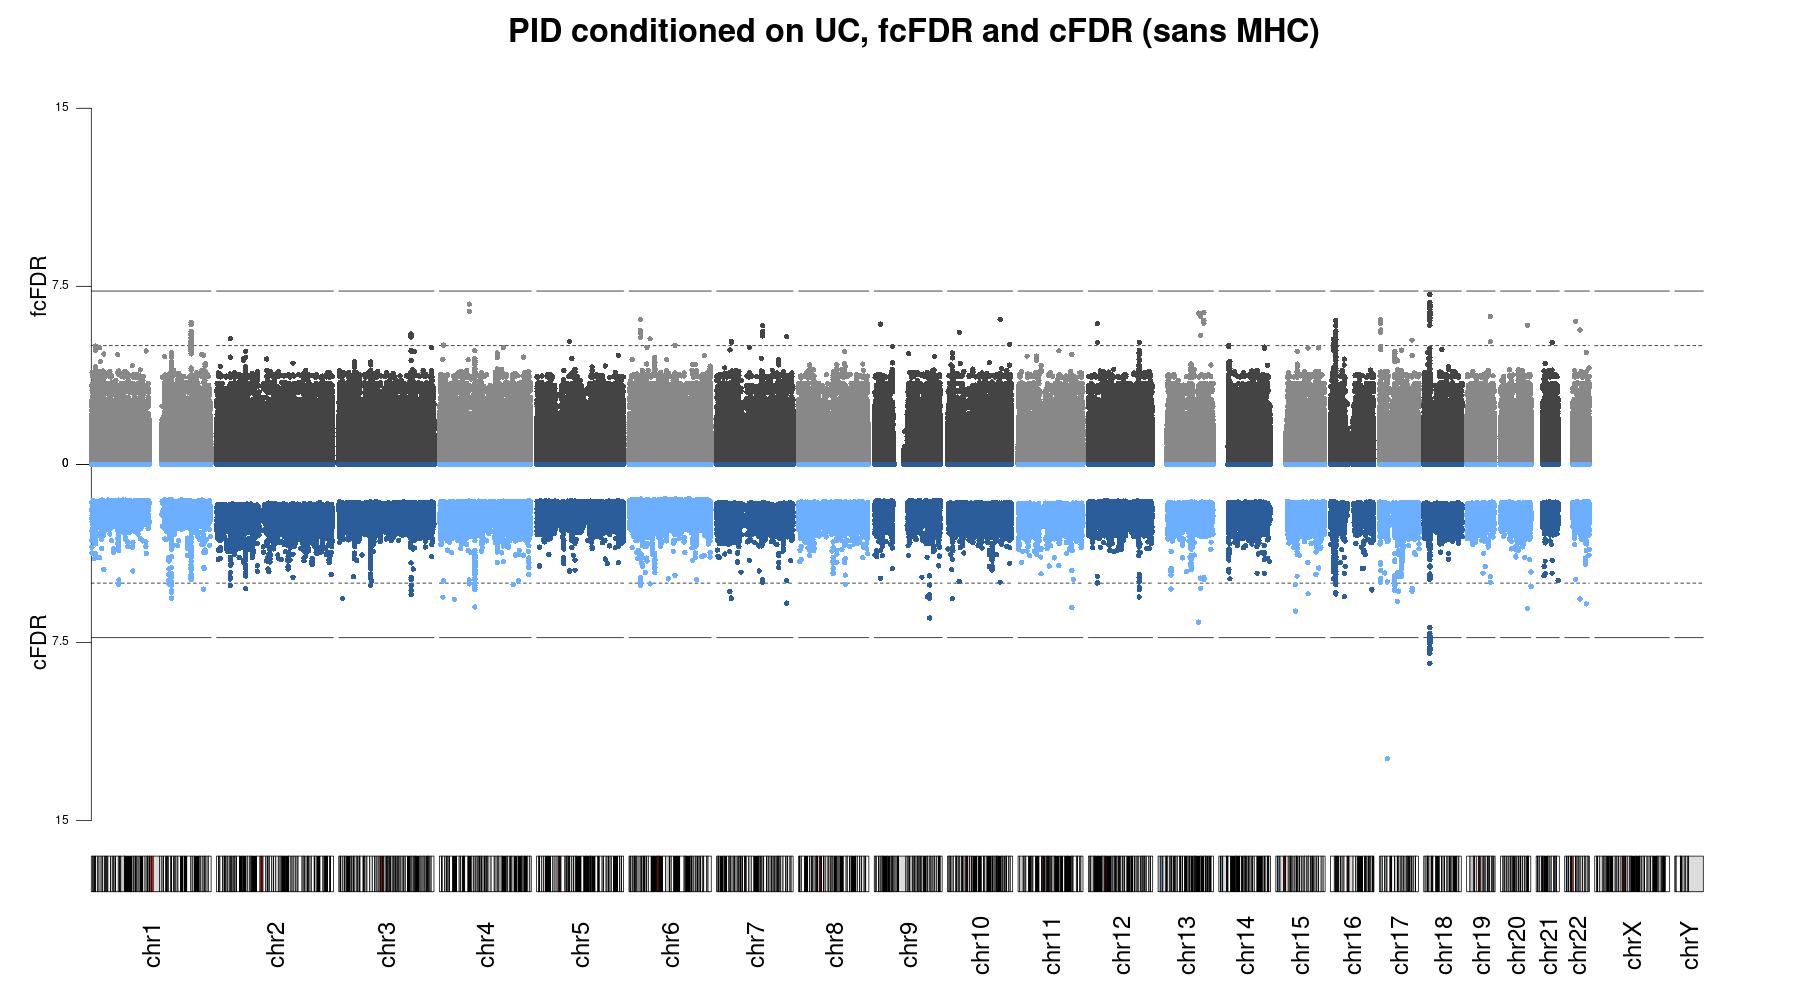 PID conditioned on UC, fcFDR and cFDR (sans MHC)
15
fcFDR
7.5
0
cFDR
7.5
15
chr1
chr2
chr3
chr4
chr5
chr6
chr7
chr8
chr9
chr10
chr11
chr12
chr13
chr14
chr15
chr16
chr17
chr18
chr19
chr20
chr21
chr22
chrX
chrY